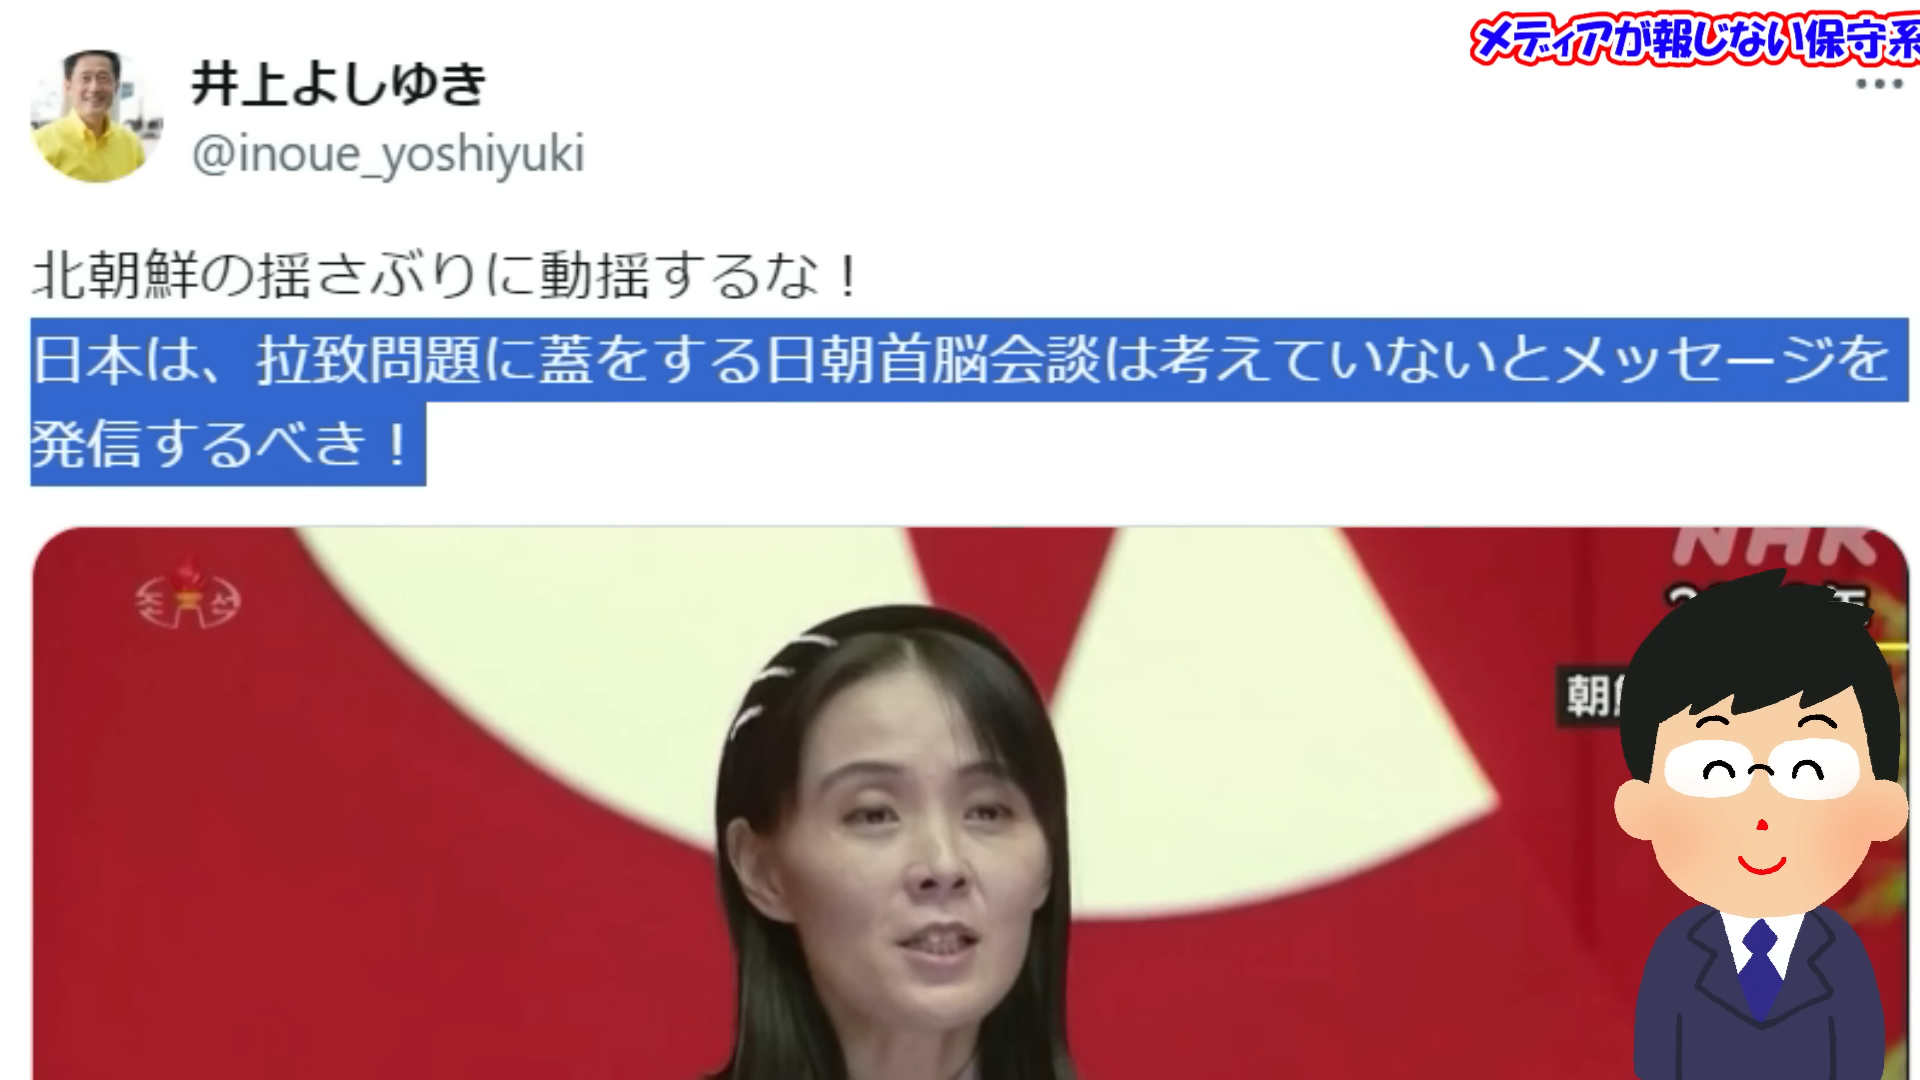 メディアが報じない保守系
井上よしゆき
@inoue_yoshiyuki
北朝鮮の揺さぶりに動揺するな！
日本は、拉致問題に蓋をする日朝首脳会談は考えていないとメッセージを
発信するべき！
NHK
조선
朝